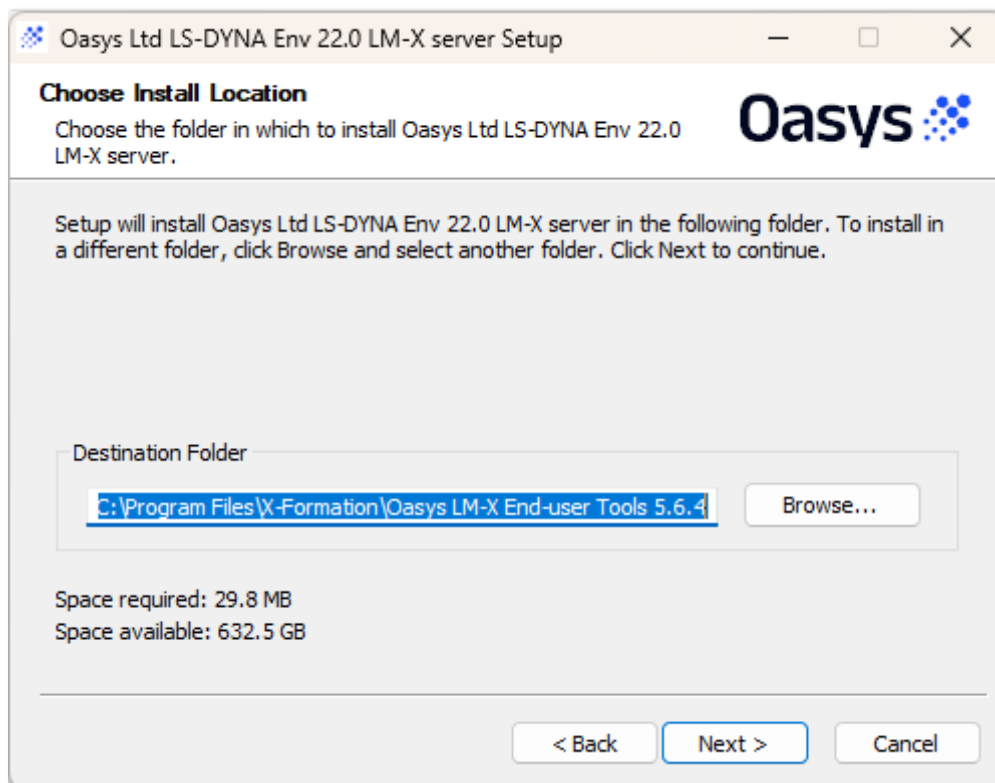 Oasys Ltd LS-DYNA Env 22.0 LM-X server Setup
Choose Install Location
Choose the folder in which to install Oasys Ltd LS-DYNA Env 22.0
LM-X server.
Oasys
Setup will install Oasys Ltd LS-DYNA Env 22.0 LM-X server in the following folder. To install in
a different folder, click Browse and select another folder. Click Next to continue.
Destination Folder
C:\Program Files\X-Formation\Oasys LM-X End-user Tools 5.6.4
Browse...
Space required: 29.8 MB
Space available: 632.5 GB
< Back
Next >
Cancel